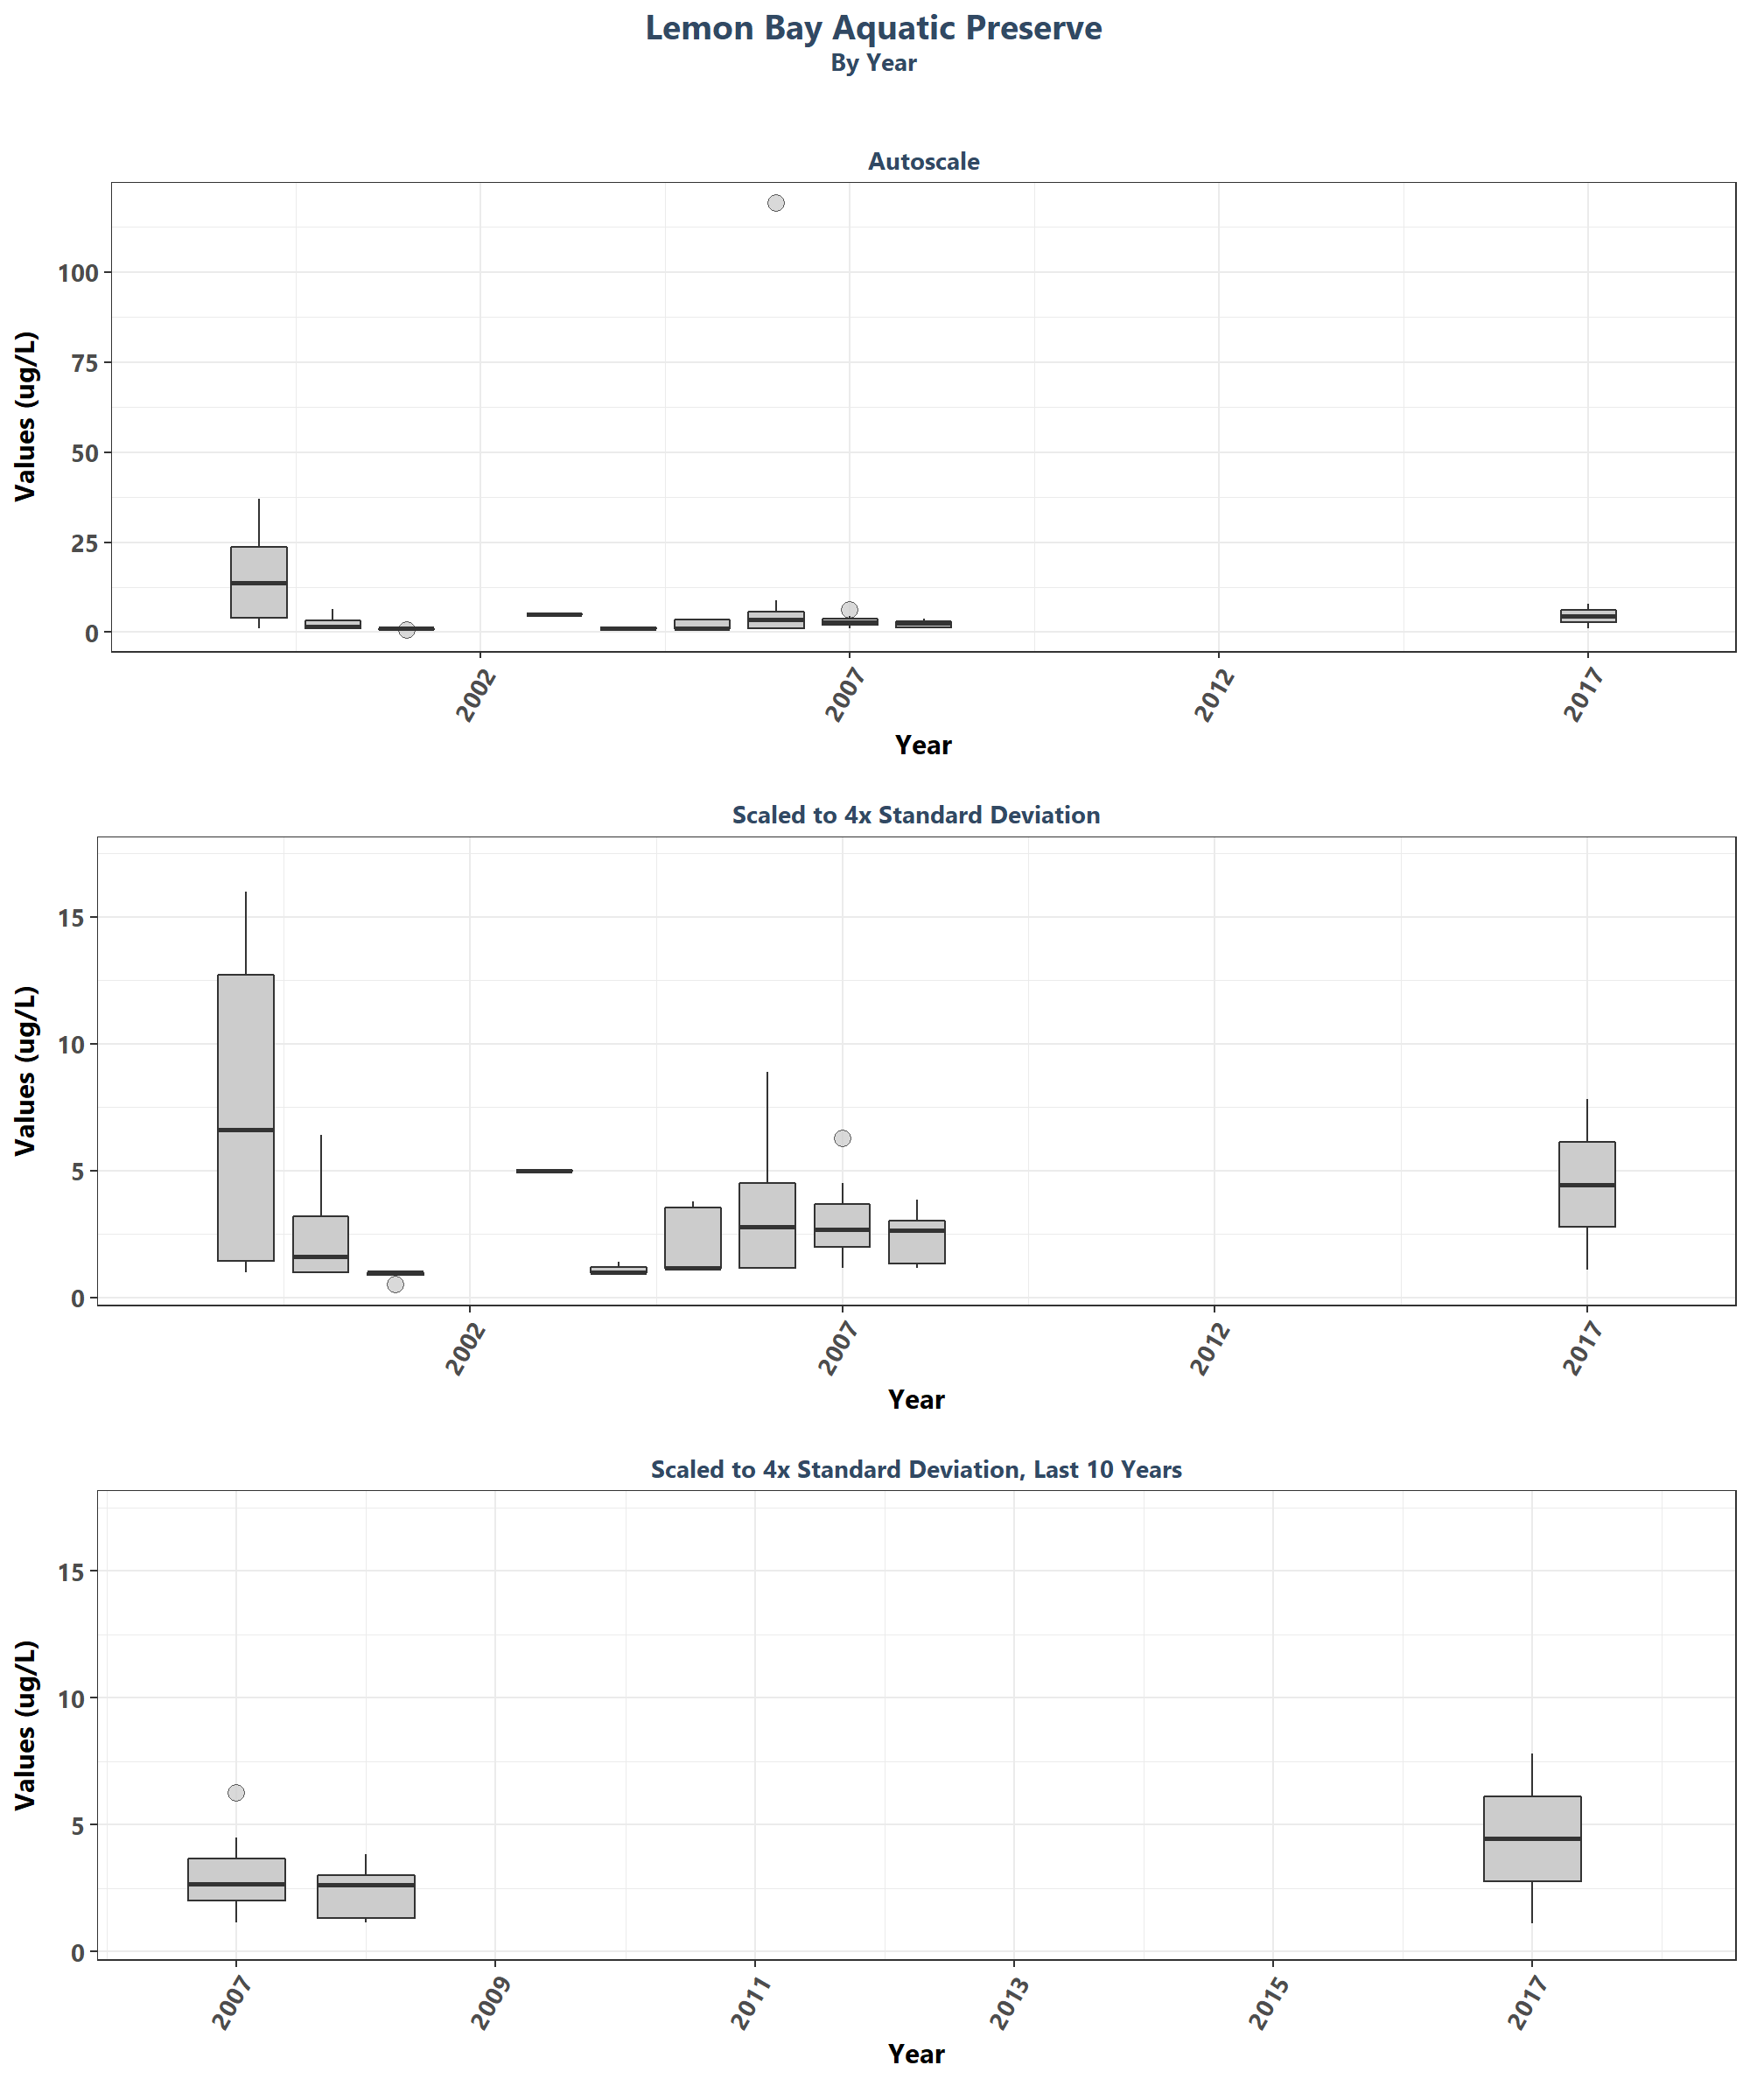 Lemon Bay Aquatic Preserve
By Year
Autoscale
Values (ug/L)
100
75
50
25
0
2002
2007
2012
2017
Year
Scaled to 4x Standard Deviation
Values (ug/L)
15
10
5
0
2002
2007
2012
2017
Year
Scaled to 4x Standard Deviation, Last 10 Years
Values (ug/L)
15
10
5
0
2007
2009
2011
2013
2015
2017
Year